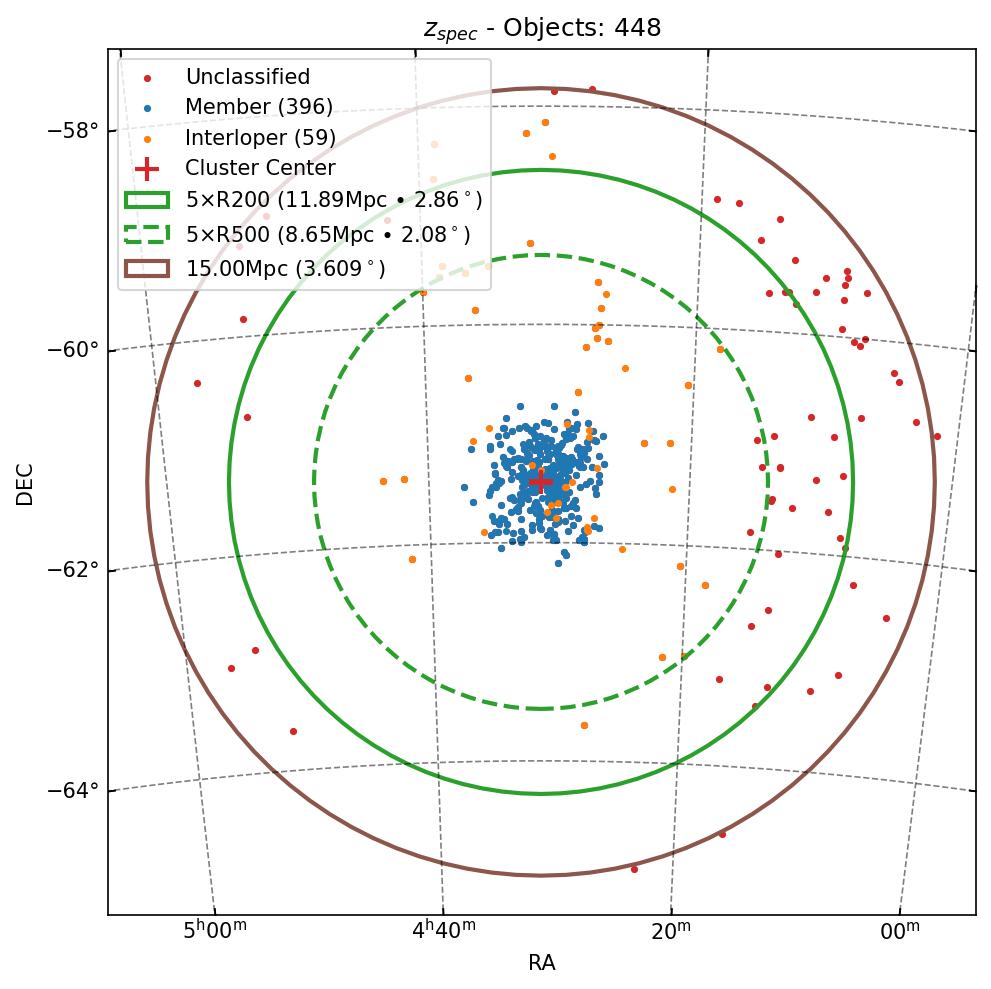 z_spec - Objects: 448
Unclassified
Member (396)
Interloper (59)
Cluster Center
5×R200 (11.89Mpc • 2.86°)
5×R500 (8.65Mpc • 2.08°)
15.00Mpc (3.609°)
−58°
−60°
−62°
−64°
DEC
5ʰ00ᵐ
4ʰ40ᵐ
20ᵐ
00ᵐ
RA